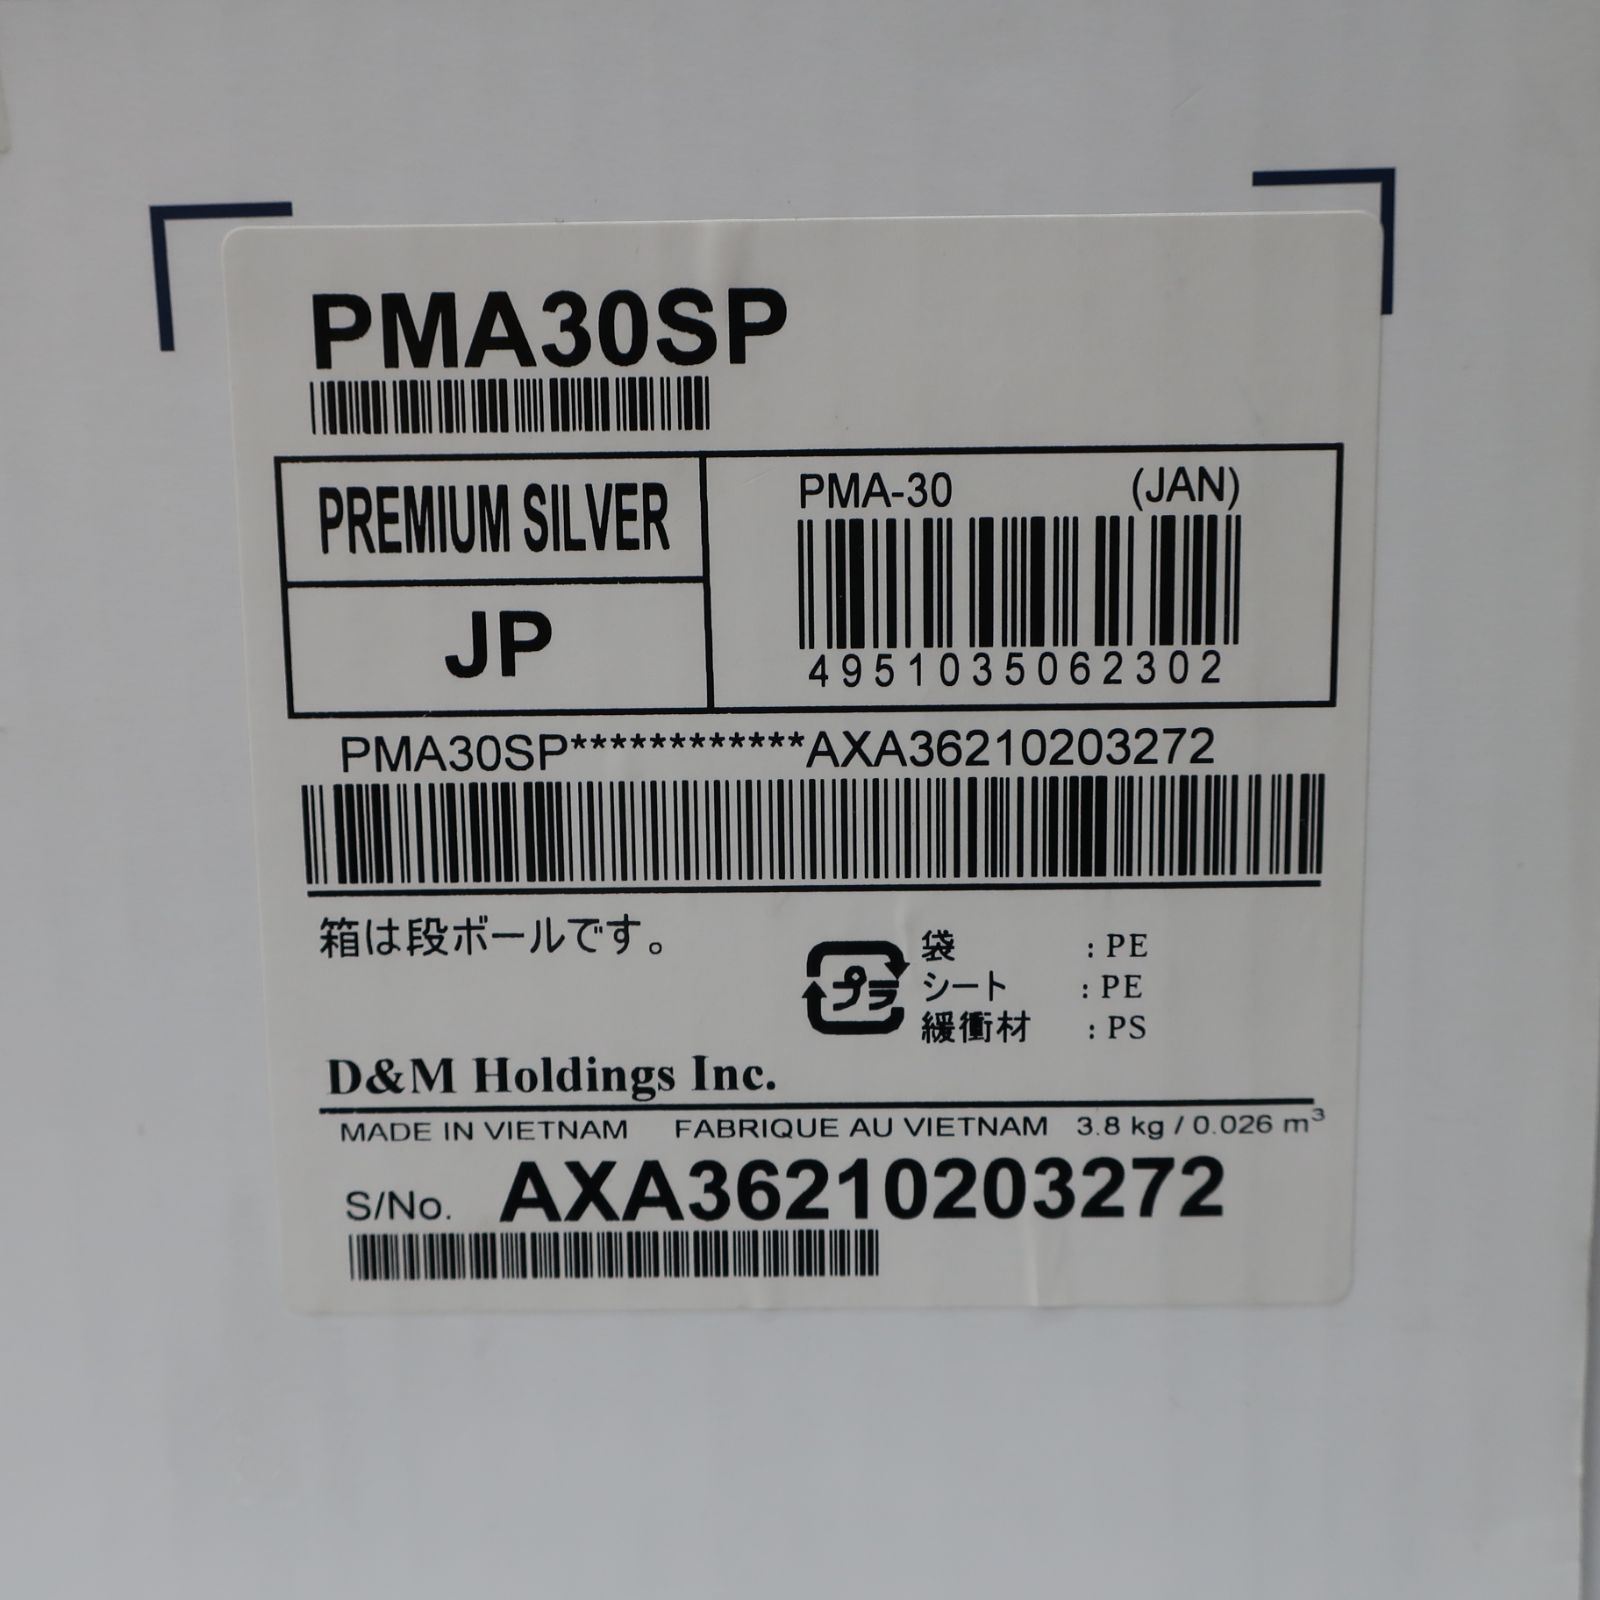 PMA30SP
PREMIUM SILVER
JP
PMA-30 (JAN)
4951035062302
PMA30SP************AXA36210203272
箱は段ボールです。
プラ
袋 : PE
シート : PE
緩衝材 : PS
D&M Holdings Inc.
MADE IN VIETNAM FABRIQUE AU VIETNAM 3.8 kg / 0.026 m³
S/No. AXA36210203272